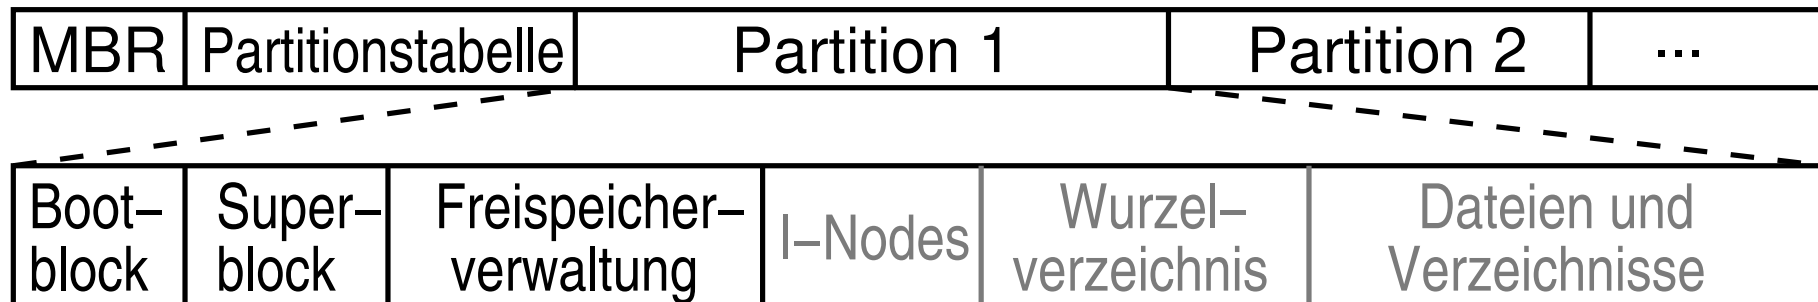 MBR Partitionstabelle Partition 1 Partition 2 ...
Boot– Super– Freispeicher– I–Nodes Wurzel– Dateien und
block block verwaltung verzeichnis Verzeichnisse